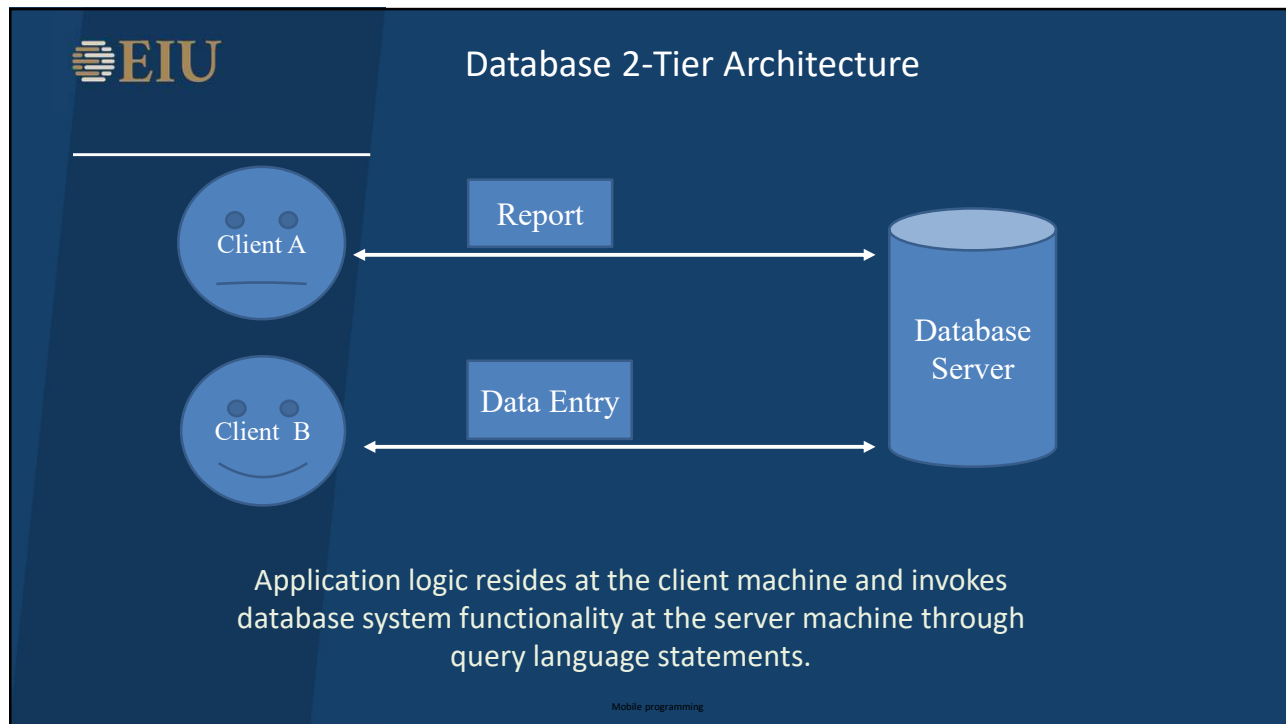 EIU
Database 2-Tier Architecture
Client A
Report
Database
Server
Client B
Data Entry
Application logic resides at the client machine and invokes
database system functionality at the server machine through
query language statements.
Mobile programming